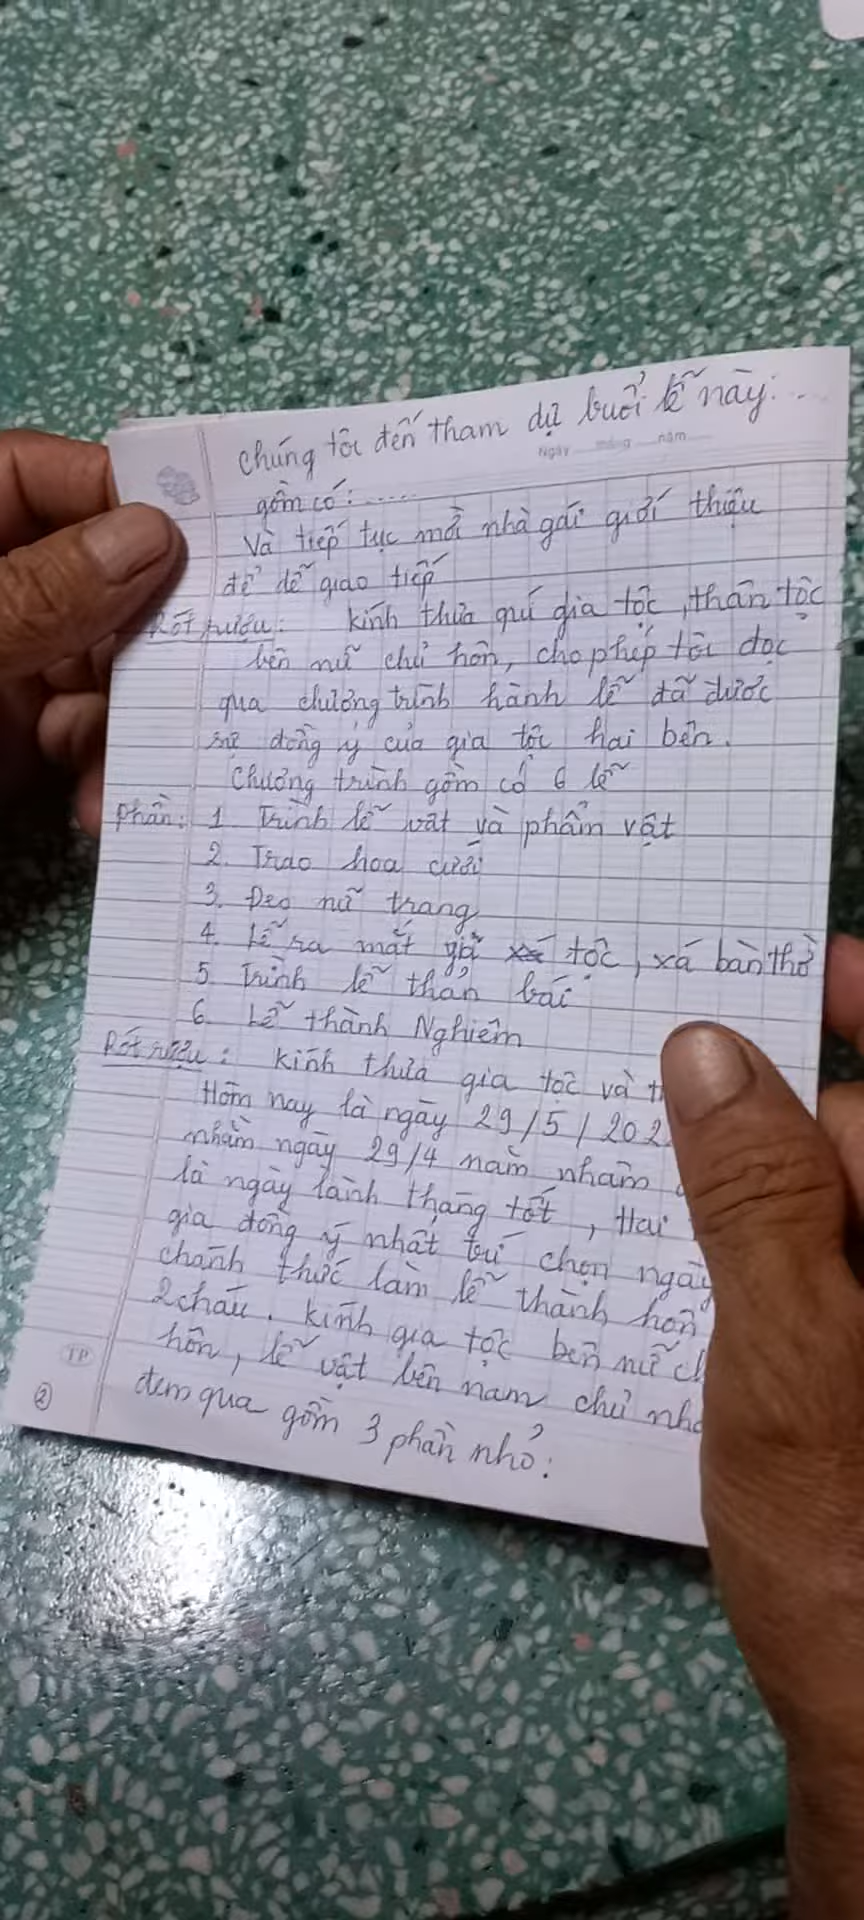 chúng tôi đến tham dự buổi lễ này:...
Ngày tháng năm
gồm có:......
Và tiếp tục mời nhà gái giới thiệu
để dễ giao tiếp
Rót rượu: kính thưa quí gia tộc, thân tộc
bên nữ chủ hôn, cho phép tôi đọc
qua chương trình hành lễ đã được
sự đồng ý của gia tộc hai bên.
Chương trình gồm có 6 lễ
Phần: 1 Trình lễ vật và phẩm vật
2. Trao hoa cưới
3. Đeo nữ trang
4. Lễ ra mắt gia tộc, xá bàn thờ
5 Trình lễ thân bái
6. Lễ thành Nghiêm
Rót rượu: kính thưa gia tộc và
Hôm nay là ngày 29/5/202
nhằm ngày 29/4 năm nhâm
là ngày lành tháng tốt, Hai
gia đồng ý nhất trí chọn ngày
chánh thức làm lễ thành hôn
2 cháu. kính gia tộc bên nữ
hôn, lễ vật bên nam chủ
đem qua gồm 3 phần nhỏ:
TP
2